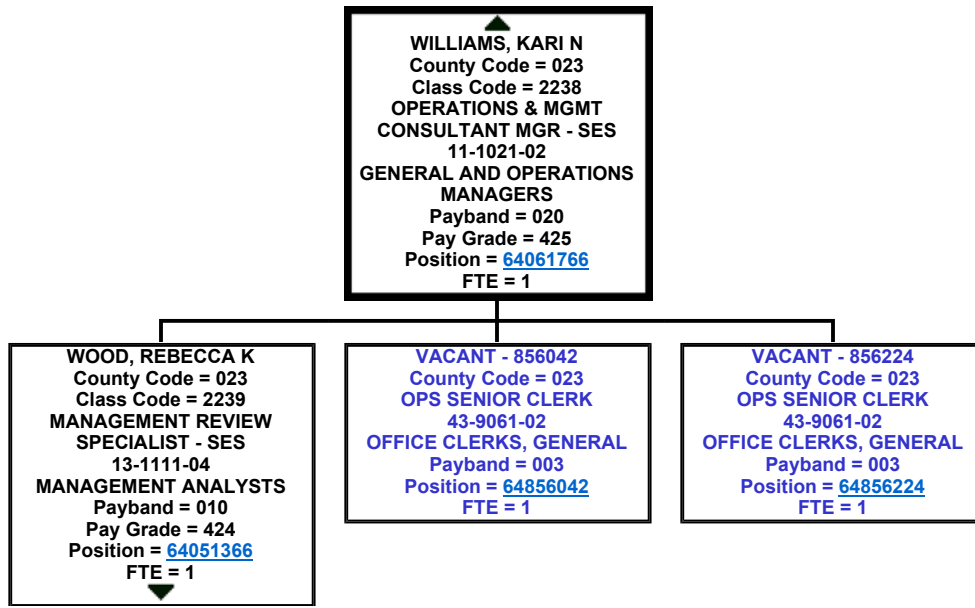 WILLIAMS, KARI N
County Code = 023
Class Code = 2238
OPERATIONS & MGMT
CONSULTANT MGR - SES
11-1021-02
GENERAL AND OPERATIONS
MANAGERS
Payband = 020
Pay Grade = 425
Position = 64061766
FTE = 1
WOOD, REBECCA K
County Code = 023
Class Code = 2239
MANAGEMENT REVIEW
SPECIALIST - SES
13-1111-04
MANAGEMENT ANALYSTS
Payband = 010
Pay Grade = 424
Position = 64051366
FTE = 1
VACANT - 856042
County Code = 023
OPS SENIOR CLERK
43-9061-02
OFFICE CLERKS, GENERAL
Payband = 003
Position = 64856042
FTE = 1
VACANT - 856224
County Code = 023
OPS SENIOR CLERK
43-9061-02
OFFICE CLERKS, GENERAL
Payband = 003
Position = 64856224
FTE = 1